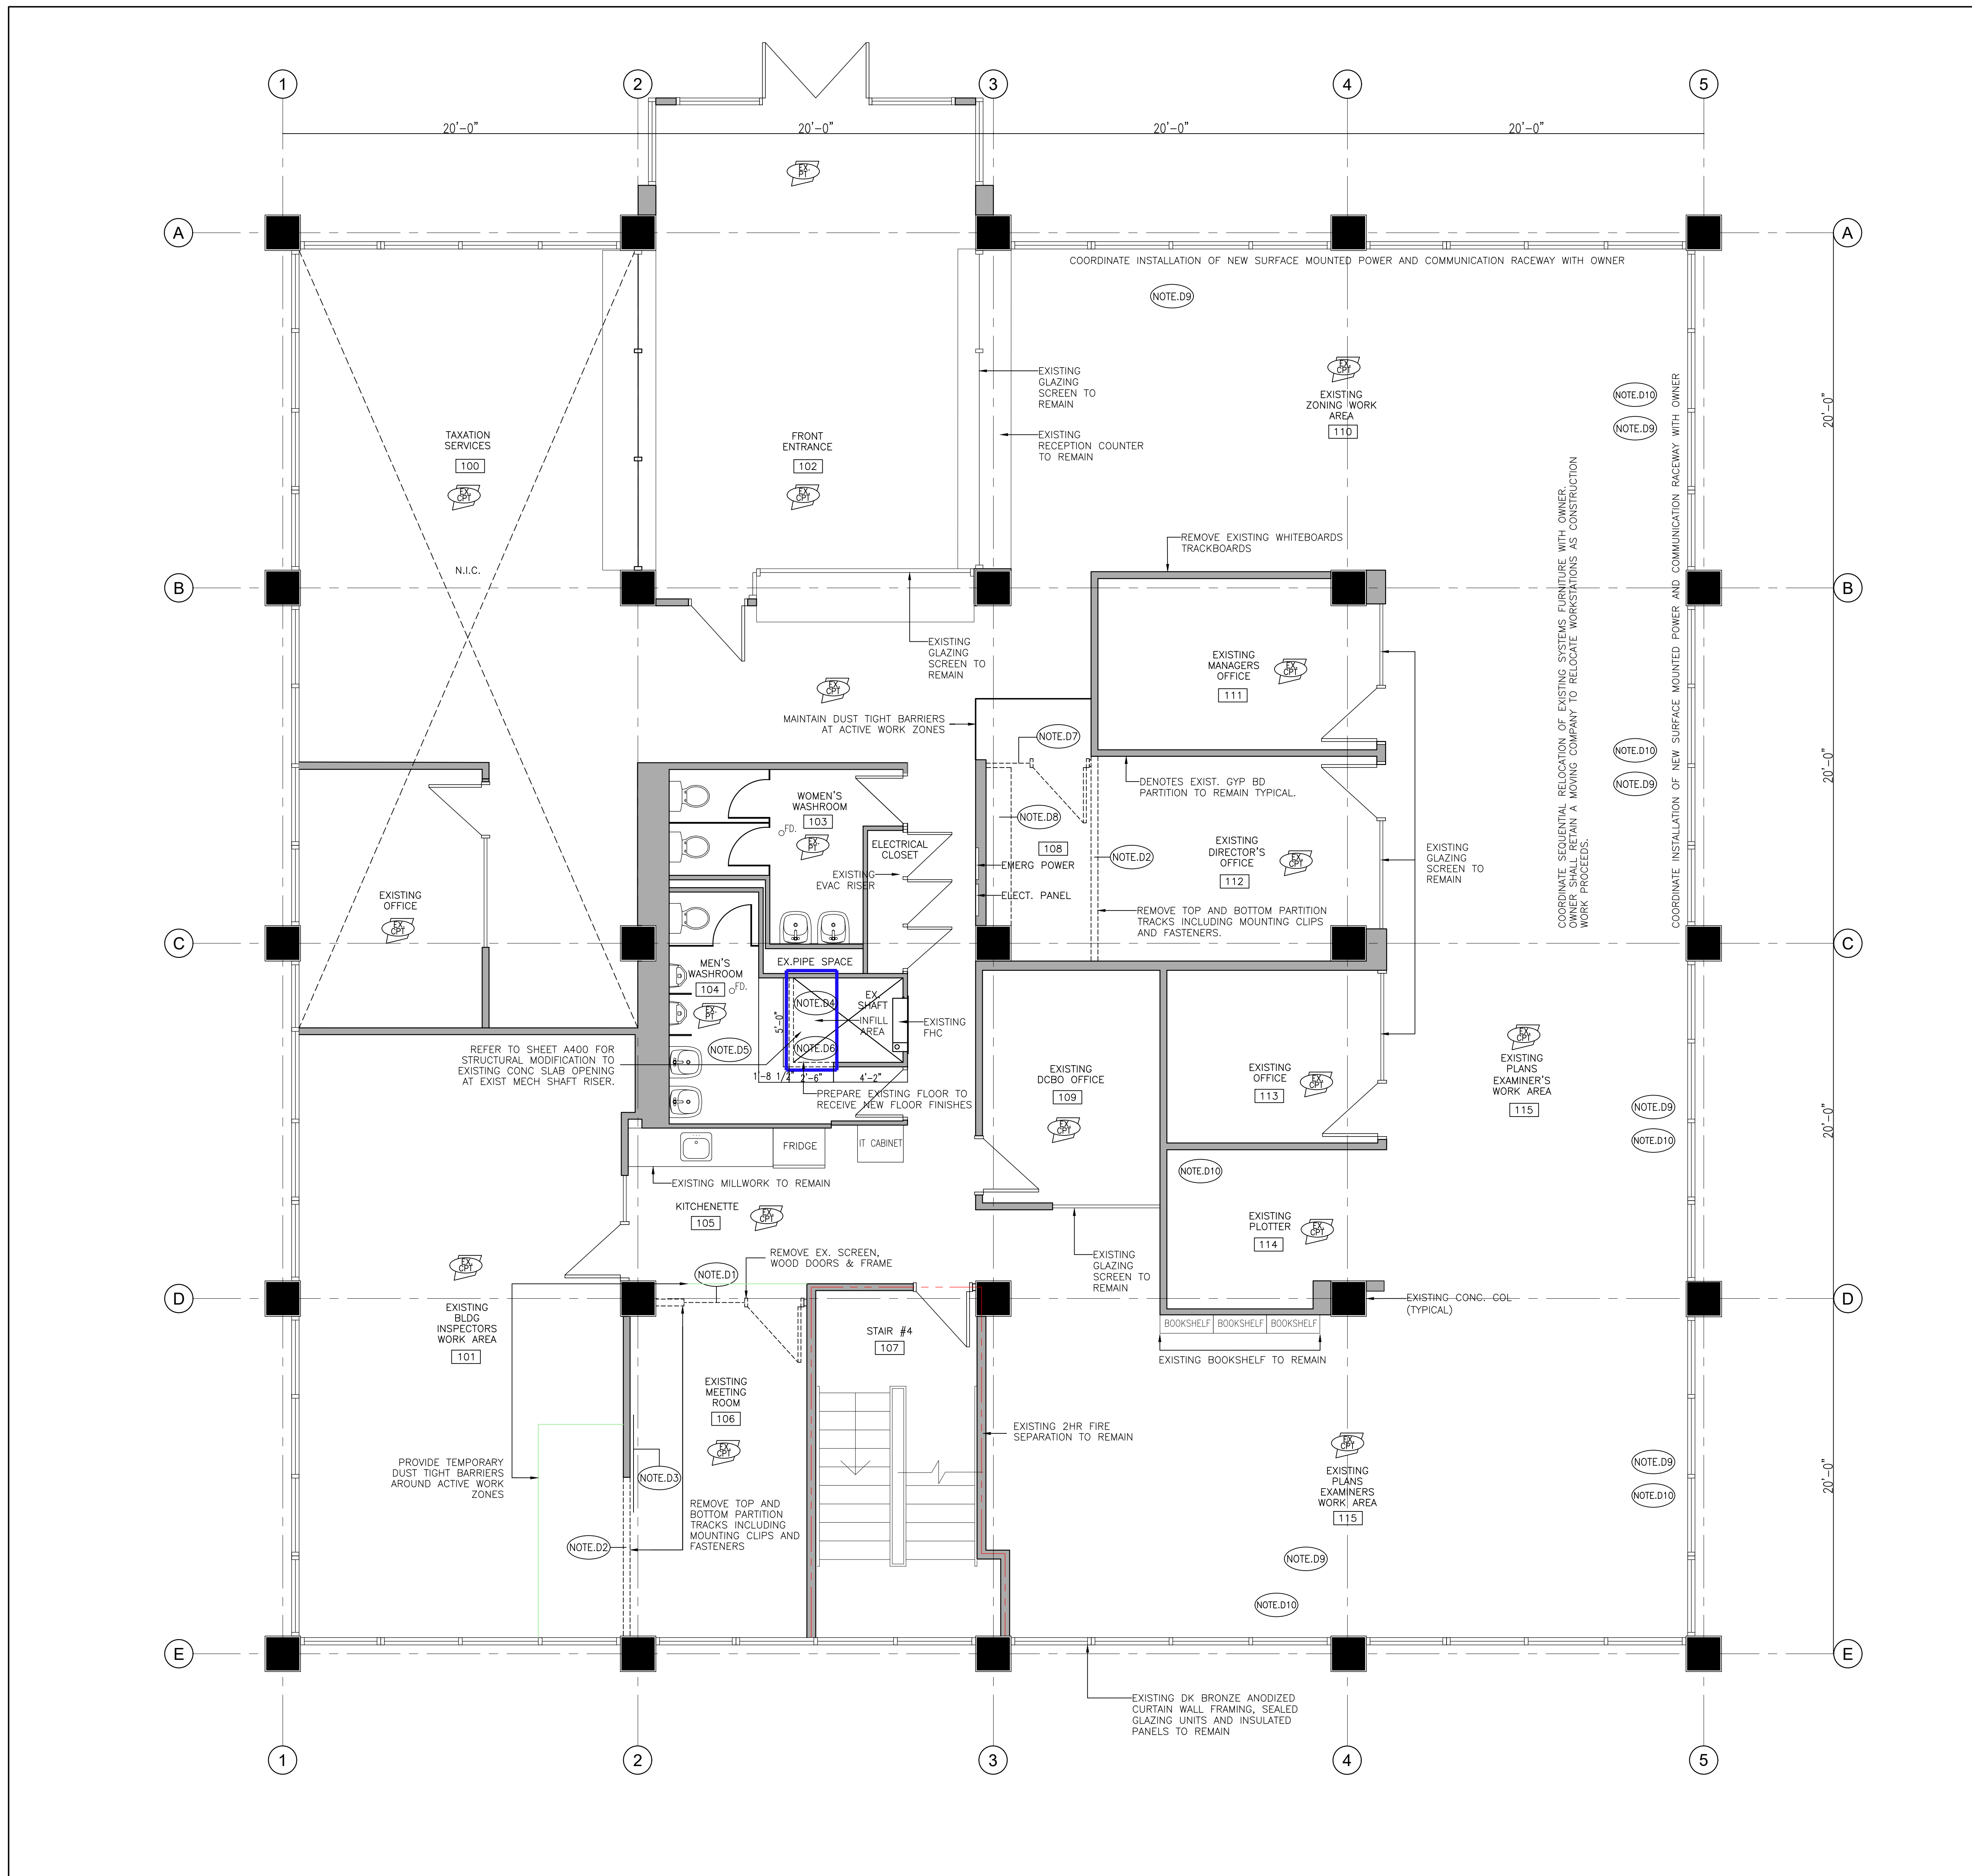 1
2
3
4
5
20'-0"
20'-0"
20'-0"
20'-0"
EX.
PT
A
A
COORDINATE INSTALLATION OF NEW SURFACE MOUNTED POWER AND COMMUNICATION RACEWAY WITH OWNER
NOTE.D9
EXISTING
GLAZING
SCREEN TO
REMAIN
EX.
CPT
EXISTING
ZONING WORK
AREA
110
NOTE.D10
NOTE.D9
20'-0"
COORDINATE INSTALLATION OF NEW SURFACE MOUNTED POWER AND COMMUNICATION RACEWAY WITH OWNER
TAXATION
SERVICES
100
EX.
CPT
FRONT
ENTRANCE
102
EX.
CPT
EXISTING
RECEPTION COUNTER
TO REMAIN
COORDINATE SEQUENTIAL RELOCATION OF EXISTING SYSTEMS FURNITURE WITH OWNER.
OWNER SHALL RETAIN A MOVING COMPANY TO RELOCATE WORKSTATIONS AS CONSTRUCTION
WORK PROCEEDS.
REMOVE EXISTING WHITEBOARDS
TRACKBOARDS
N.I.C.
B
B
EXISTING
GLAZING
SCREEN TO
REMAIN
EXISTING
MANAGERS
OFFICE
111
EX.
CPT
EX.
CPT
MAINTAIN DUST TIGHT BARRIERS
AT ACTIVE WORK ZONES
NOTE.D7
NOTE.D10
NOTE.D9
20'-0"
DENOTES EXIST. GYP BD
PARTITION TO REMAIN TYPICAL.
WOMEN'S
WASHROOM
103
FD.
EX.
PT
ELECTRICAL
CLOSET
EXISTING
EVAC RISER
NOTE.D8
108
EMERG POWER
ELECT. PANEL
NOTE.D2
EXISTING
DIRECTOR'S
OFFICE
112
EX.
CPT
EXISTING
GLAZING
SCREEN TO
REMAIN
REMOVE TOP AND BOTTOM PARTITION
TRACKS INCLUDING MOUNTING CLIPS
AND FASTENERS.
EXISTING
OFFICE
EX.
CPT
C
C
MEN'S
WASHROOM
104
FD.
EX.
PT
EX.PIPE SPACE
NOTE.D4
EX.
SHAFT
INFILL
AREA
5'-0"
NOTE.D6
NOTE.D5
EXISTING
FHC
REFER TO SHEET A400 FOR
STRUCTURAL MODIFICATION TO
EXISTING CONC SLAB OPENING
AT EXIST MECH SHAFT RISER.
1'-8 1/2"
2'-6"
4'-2"
PREPARE EXISTING FLOOR TO
RECEIVE NEW FLOOR FINISHES
EXISTING
DCBO OFFICE
109
EX.
CPT
EXISTING
OFFICE
113
EX.
CPT
EX.
CPT
EXISTING
PLANS
EXAMINER'S
WORK AREA
115
NOTE.D9
NOTE.D10
20'-0"
FRIDGE
IT CABINET
EXISTING MILLWORK TO REMAIN
NOTE.D10
KITCHENETTE
105
EX.
CPT
EXISTING
PLOTTER
114
EX.
CPT
REMOVE EX. SCREEN,
WOOD DOORS & FRAME
EXISTING
GLAZING
SCREEN TO
REMAIN
EX.
CPT
NOTE.D1
D
D
EXISTING CONC. COL
(TYPICAL)
EXISTING
BLDG
INSPECTORS
WORK AREA
101
STAIR #4
107
BOOKSHELF
BOOKSHELF
BOOKSHELF
EXISTING BOOKSHELF TO REMAIN
EXISTING
MEETING
ROOM
106
EX.
CPT
EXISTING 2HR FIRE
SEPARATION TO REMAIN
EX.
CPT
EXISTING
PLANS
EXAMINERS
WORK AREA
115
PROVIDE TEMPORARY
DUST TIGHT BARRIERS
AROUND ACTIVE WORK
ZONES
NOTE.D3
NOTE.D9
NOTE.D10
20'-0"
REMOVE TOP AND
BOTTOM PARTITION
TRACKS INCLUDING
MOUNTING CLIPS AND
FASTENERS
NOTE.D2
NOTE.D9
NOTE.D10
E
E
EXISTING DK BRONZE ANODIZED
CURTAIN WALL FRAMING, SEALED
GLAZING UNITS AND INSULATED
PANELS TO REMAIN
1
2
3
4
5